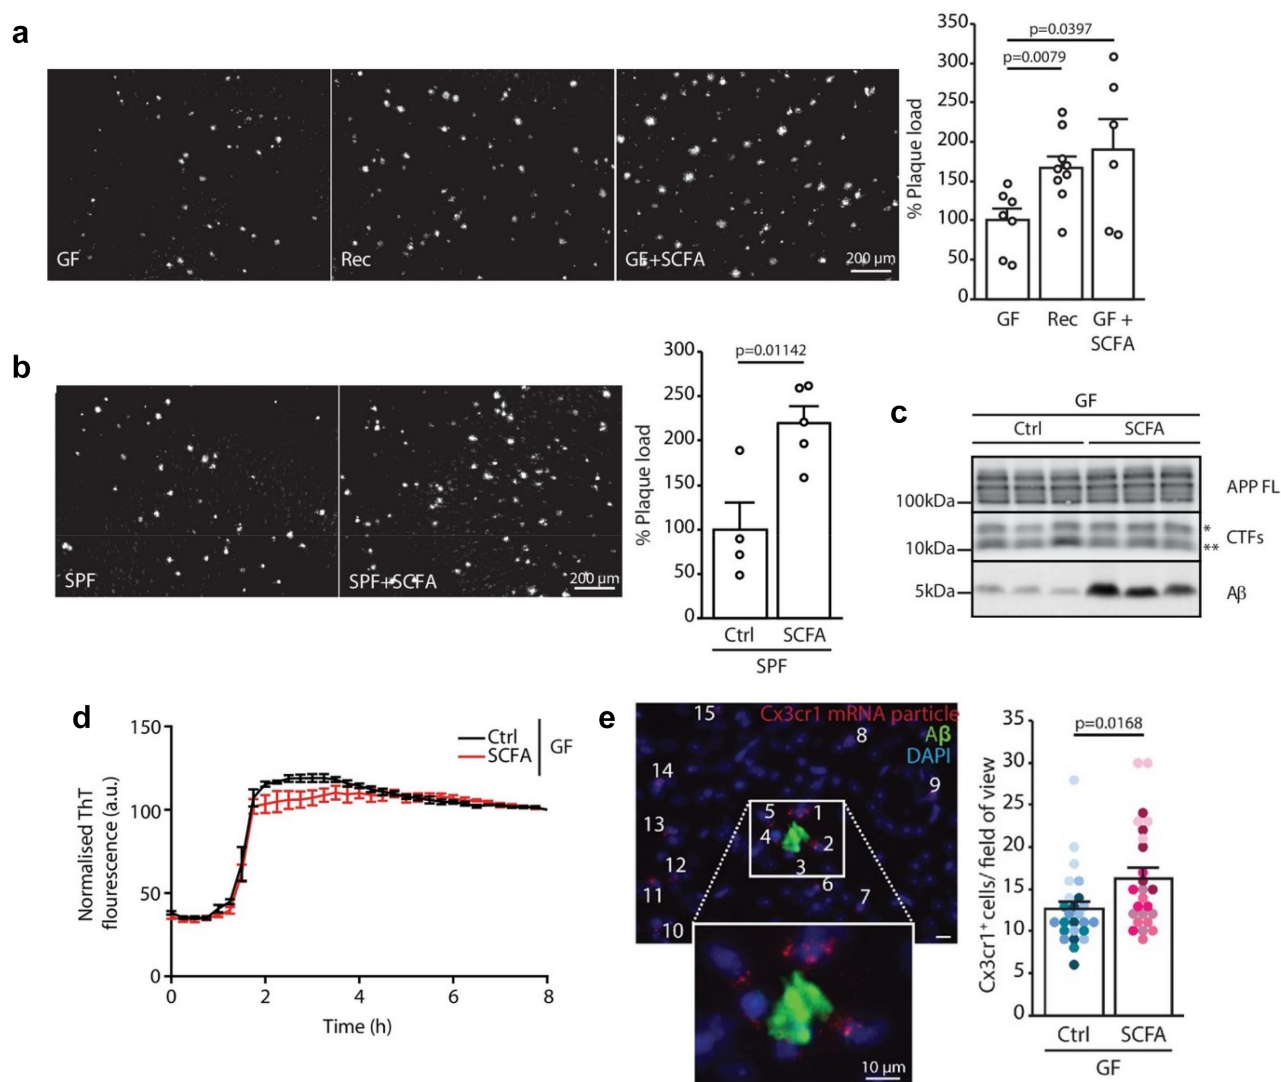 a
GF
Rec
GF+SCFA
200 µm
% Plaque load
350
300
250
200
150
100
50
0
p=0.0397
p=0.0079
GF
Rec
GF +
SCFA
b
SPF
SPF+SCFA
200 µm
% Plaque load
300
250
200
150
100
50
0
p=0.01142
Ctrl
SCFA
SPF
c
GF
Ctrl
SCFA
100kDa
APP FL
10kDa
*
CTFs
**
5kDa
Aβ
d
Normalised ThT
flourescence (a.u.)
150
100
50
0
Ctrl
SCFA
GF
0
2
4
6
8
Time (h)
e
Cx3cr1 mRNA particle
Aβ
DAPI
15
8
14
9
5
1
13
4
2
12
3
6
11
7
10
10 µm
Cx3cr1+ cells/ field of view
35
30
25
20
15
10
5
0
p=0.0168
Ctrl
SCFA
GF